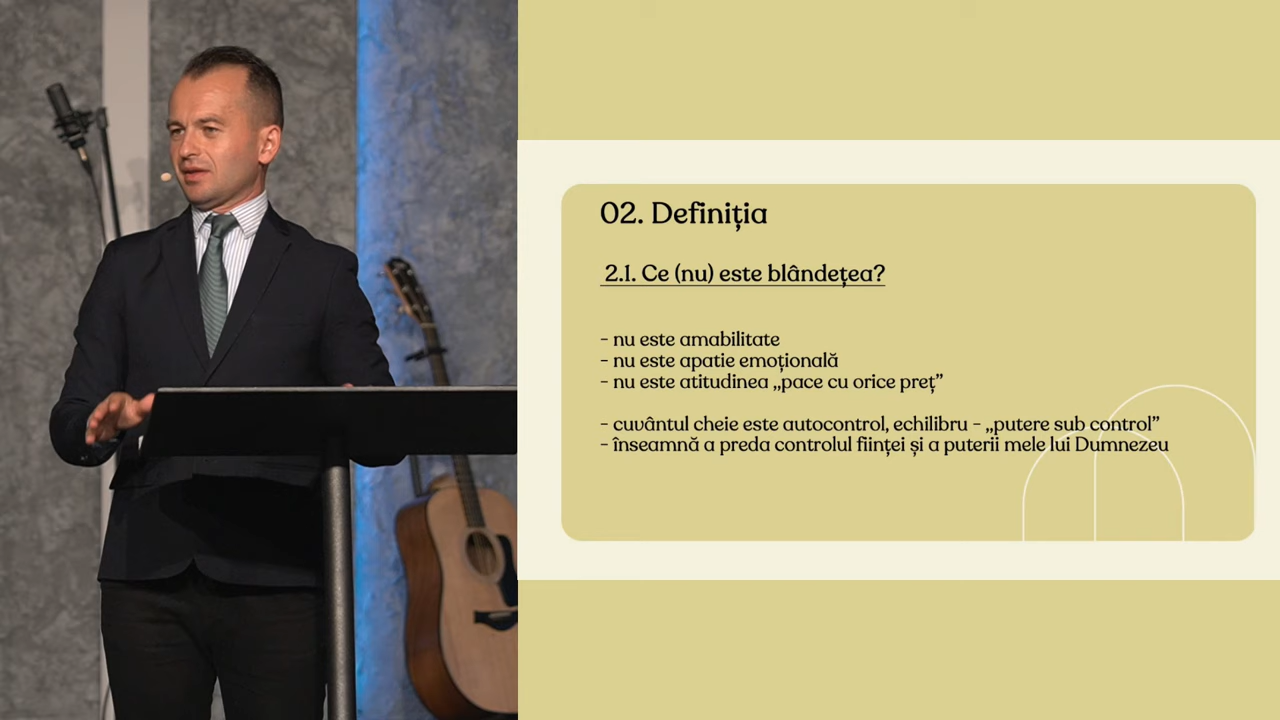 02. Definiția
2.1. Ce (nu) este blândețea?
- nu este amabilitate
- nu este apatie emoțională
- nu este atitudinea „pace cu orice preț”
- cuvântul cheie este autocontrol, echilibru - „putere sub control”
- înseamnă a preda controlul ființei și a puterii mele lui Dumnezeu